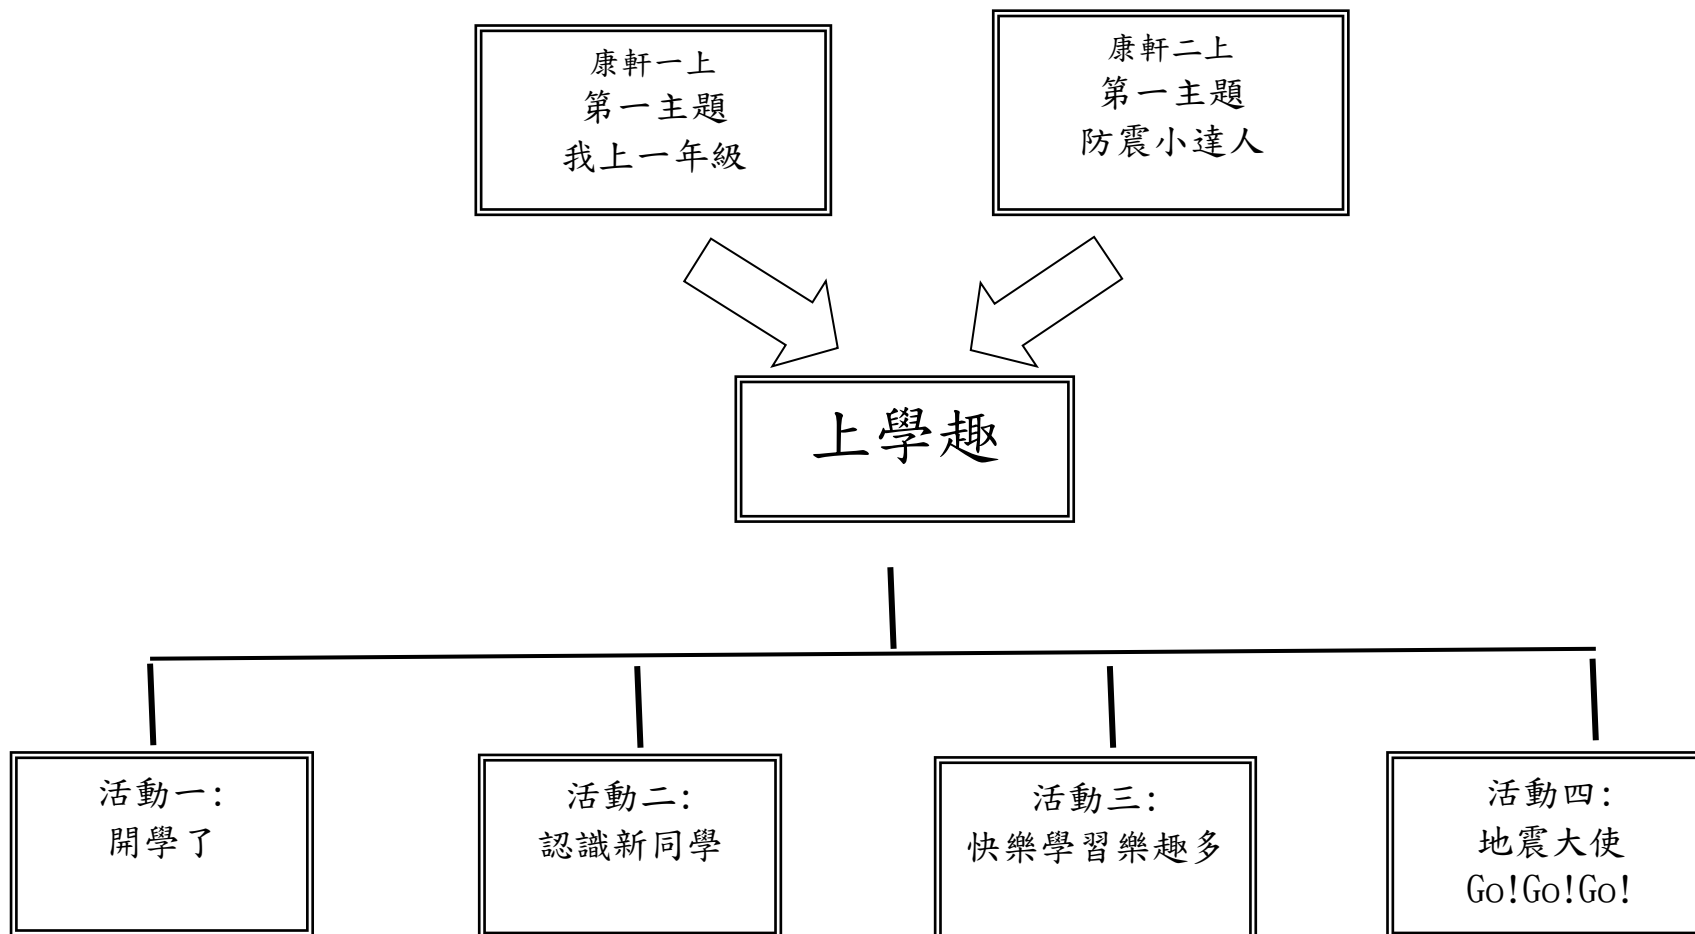 康軒一上
第一主題
我上一年級
康軒二上
第一主題
防震小達人
上學趣
活動一:
開學了
活動二:
認識新同學
活動三:
快樂學習樂趣多
活動四:
地震大使
Go!Go!Go!